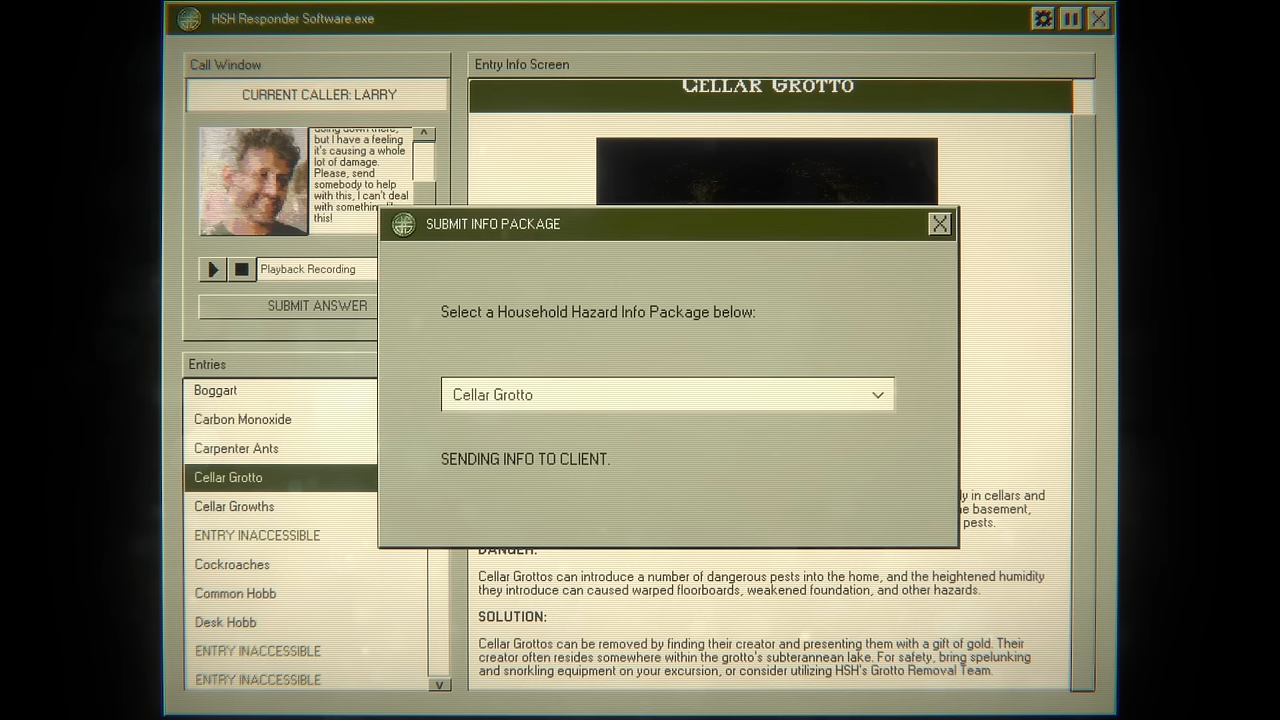 HSH Responder Software.exe
Call Window
CURRENT CALLER: LARRY
going down there,
but I have a feeling
it's causing a whole
lot of damage.
Please, send
somebody to help
with this, I can't deal
with something
this!
Playback Recording
SUBMIT ANSWER
Entries
Boggart
Carbon Monoxide
Carpenter Ants
Cellar Grotto
Cellar Growths
ENTRY INACCESSIBLE
Cockroaches
Common Hobb
Desk Hobb
ENTRY INACCESSIBLE
ENTRY INACCESSIBLE
Entry Info Screen
CELLAR GROTTO
SUBMIT INFO PACKAGE
Select a Household Hazard Info Package below:
Cellar Grotto
SENDING INFO TO CLIENT.
in cellars and
basement,
pests.
DANGER:
Cellar Grottos can introduce a number of dangerous pests into the home, and the heightened humidity
they introduce can caused warped floorboards, weakened foundation, and other hazards.
SOLUTION:
Cellar Grottos can be removed by finding their creator and presenting them with a gift of gold. Their
creator often resides somewhere within the grotto's subterannean lake. For safety, bring spelunking
and snorkling equipment on your excursion, or consider utilizing HSH's Grotto Removal Team.